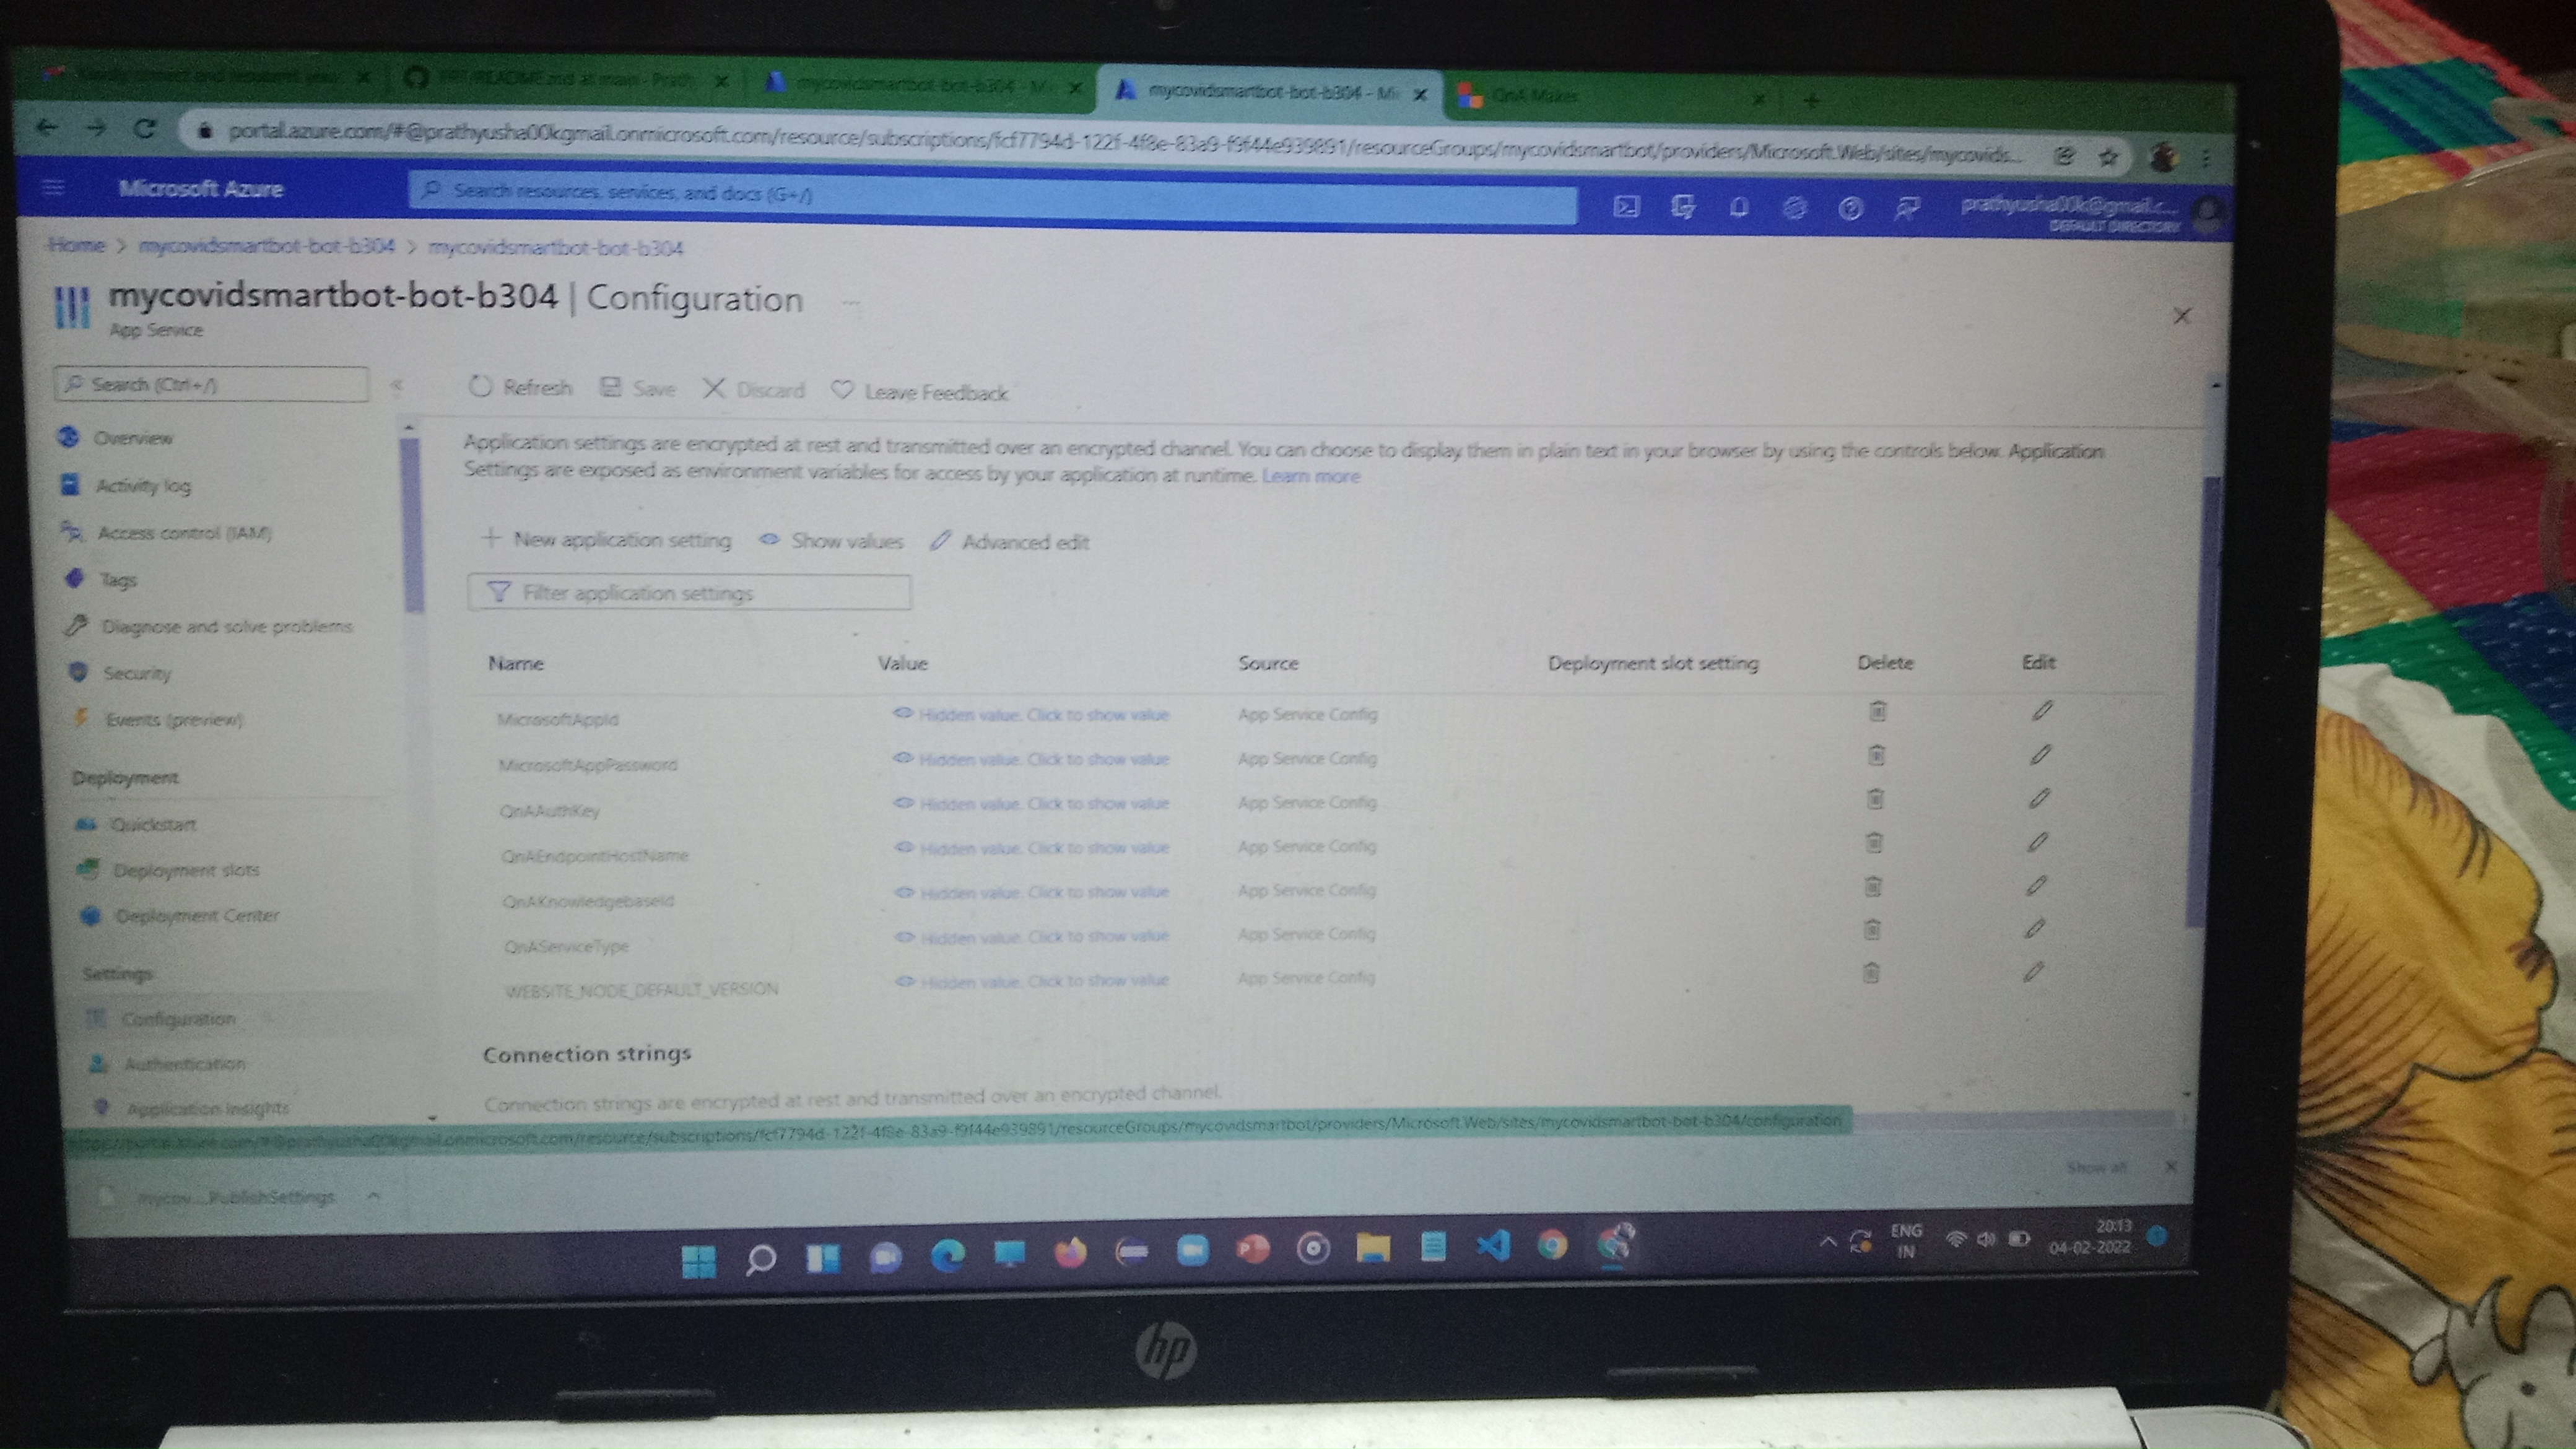 README.md at main - Prath
mycovidsmartbot-bot-b304 - Mi
mycovidsmartbot-bot-b304 - Mi
QnA Maker
portal.azure.com/#@prathyusha00kgmail.onmicrosoft.com/resource/subscriptions/fcf7794d-122f-4f8e-83a9-f9f44e939891/resourceGroups/mycovidsmartbot/providers/Microsoft.Web/sites/mycovids...
Microsoft Azure
Search resources, services, and docs (G+/)
prathyusha00k@gmail.c...
DEFAULT DIRECTORY
Home > mycovidsmartbot-bot-b304 > mycovidsmartbot-bot-b304
mycovidsmartbot-bot-b304 | Configuration ...
App Service
Search (Ctrl+/)
Refresh Save Discard Leave Feedback
Overview
Activity log
Access control (IAM)
Tags
Diagnose and solve problems
Security
Events (preview)
Deployment
Quickstart
Deployment slots
Deployment Center
Settings
Configuration
Authentication
Application Insights
Application settings are encrypted at rest and transmitted over an encrypted channel. You can choose to display them in plain text in your browser by using the controls below. Application
Settings are exposed as environment variables for access by your application at runtime. Learn more
New application setting Show values Advanced edit
Filter application settings
Name Value Source Deployment slot setting Delete Edit
MicrosoftAppId Hidden value. Click to show value App Service Config
MicrosoftAppPassword Hidden value. Click to show value App Service Config
QnAAuthKey Hidden value. Click to show value App Service Config
QnAEndpointHostName Hidden value. Click to show value App Service Config
QnAKnowledgebaseId Hidden value. Click to show value App Service Config
QnAServiceType Hidden value. Click to show value App Service Config
WEBSITE_NODE_DEFAULT_VERSION Hidden value. Click to show value App Service Config
Connection strings
Connection strings are encrypted at rest and transmitted over an encrypted channel.
https://portal.azure.com/#@prathyusha00kgmail.onmicrosoft.com/resource/subscriptions/fcf7794d-122f-4f8e-83a9-f9f44e939891/resourceGroups/mycovidsmartbot/providers/Microsoft.Web/sites/mycovidsmartbot-bot-b304/configuration
mycov....PublishSettings
Show all
ENG
IN
20:13
04-02-2022
hp